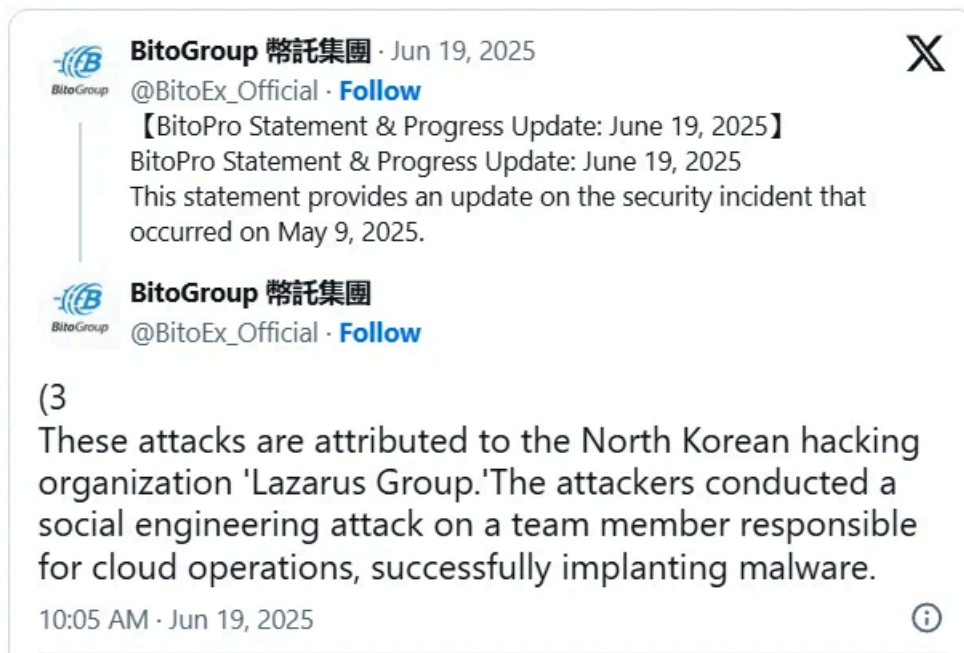 BitoGroup 幣託集團 · Jun 19, 2025
BitoGroup
@BitoEx_Official · Follow
【BitoPro Statement & Progress Update: June 19, 2025】
BitoPro Statement & Progress Update: June 19, 2025
This statement provides an update on the security incident that
occurred on May 9, 2025.
BitoGroup 幣託集團
BitoGroup
@BitoEx_Official · Follow
(3
These attacks are attributed to the North Korean hacking
organization 'Lazarus Group.'The attackers conducted a
social engineering attack on a team member responsible
for cloud operations, successfully implanting malware.
10:05 AM · Jun 19, 2025